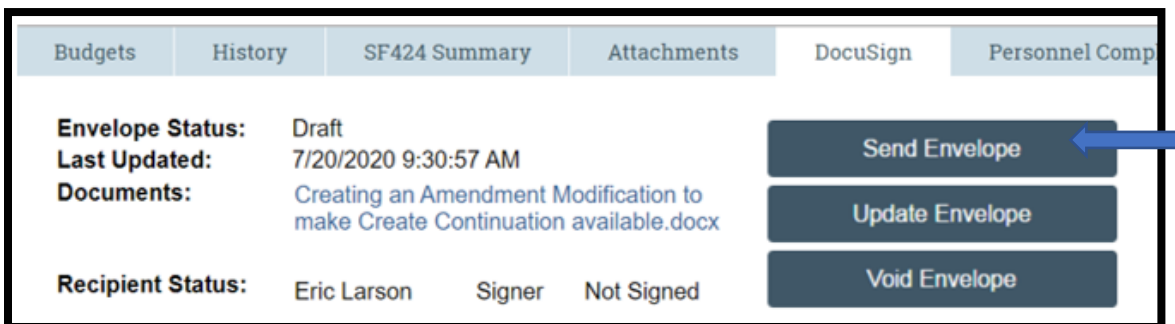 Budgets History SF424 Summary Attachments DocuSign Personnel Compl
Envelope Status: Draft
Last Updated: 7/20/2020 9:30:57 AM
Documents: Creating an Amendment Modification to
make Create Continuation available.docx
Recipient Status: Eric Larson Signer Not Signed
Send Envelope
Update Envelope
Void Envelope